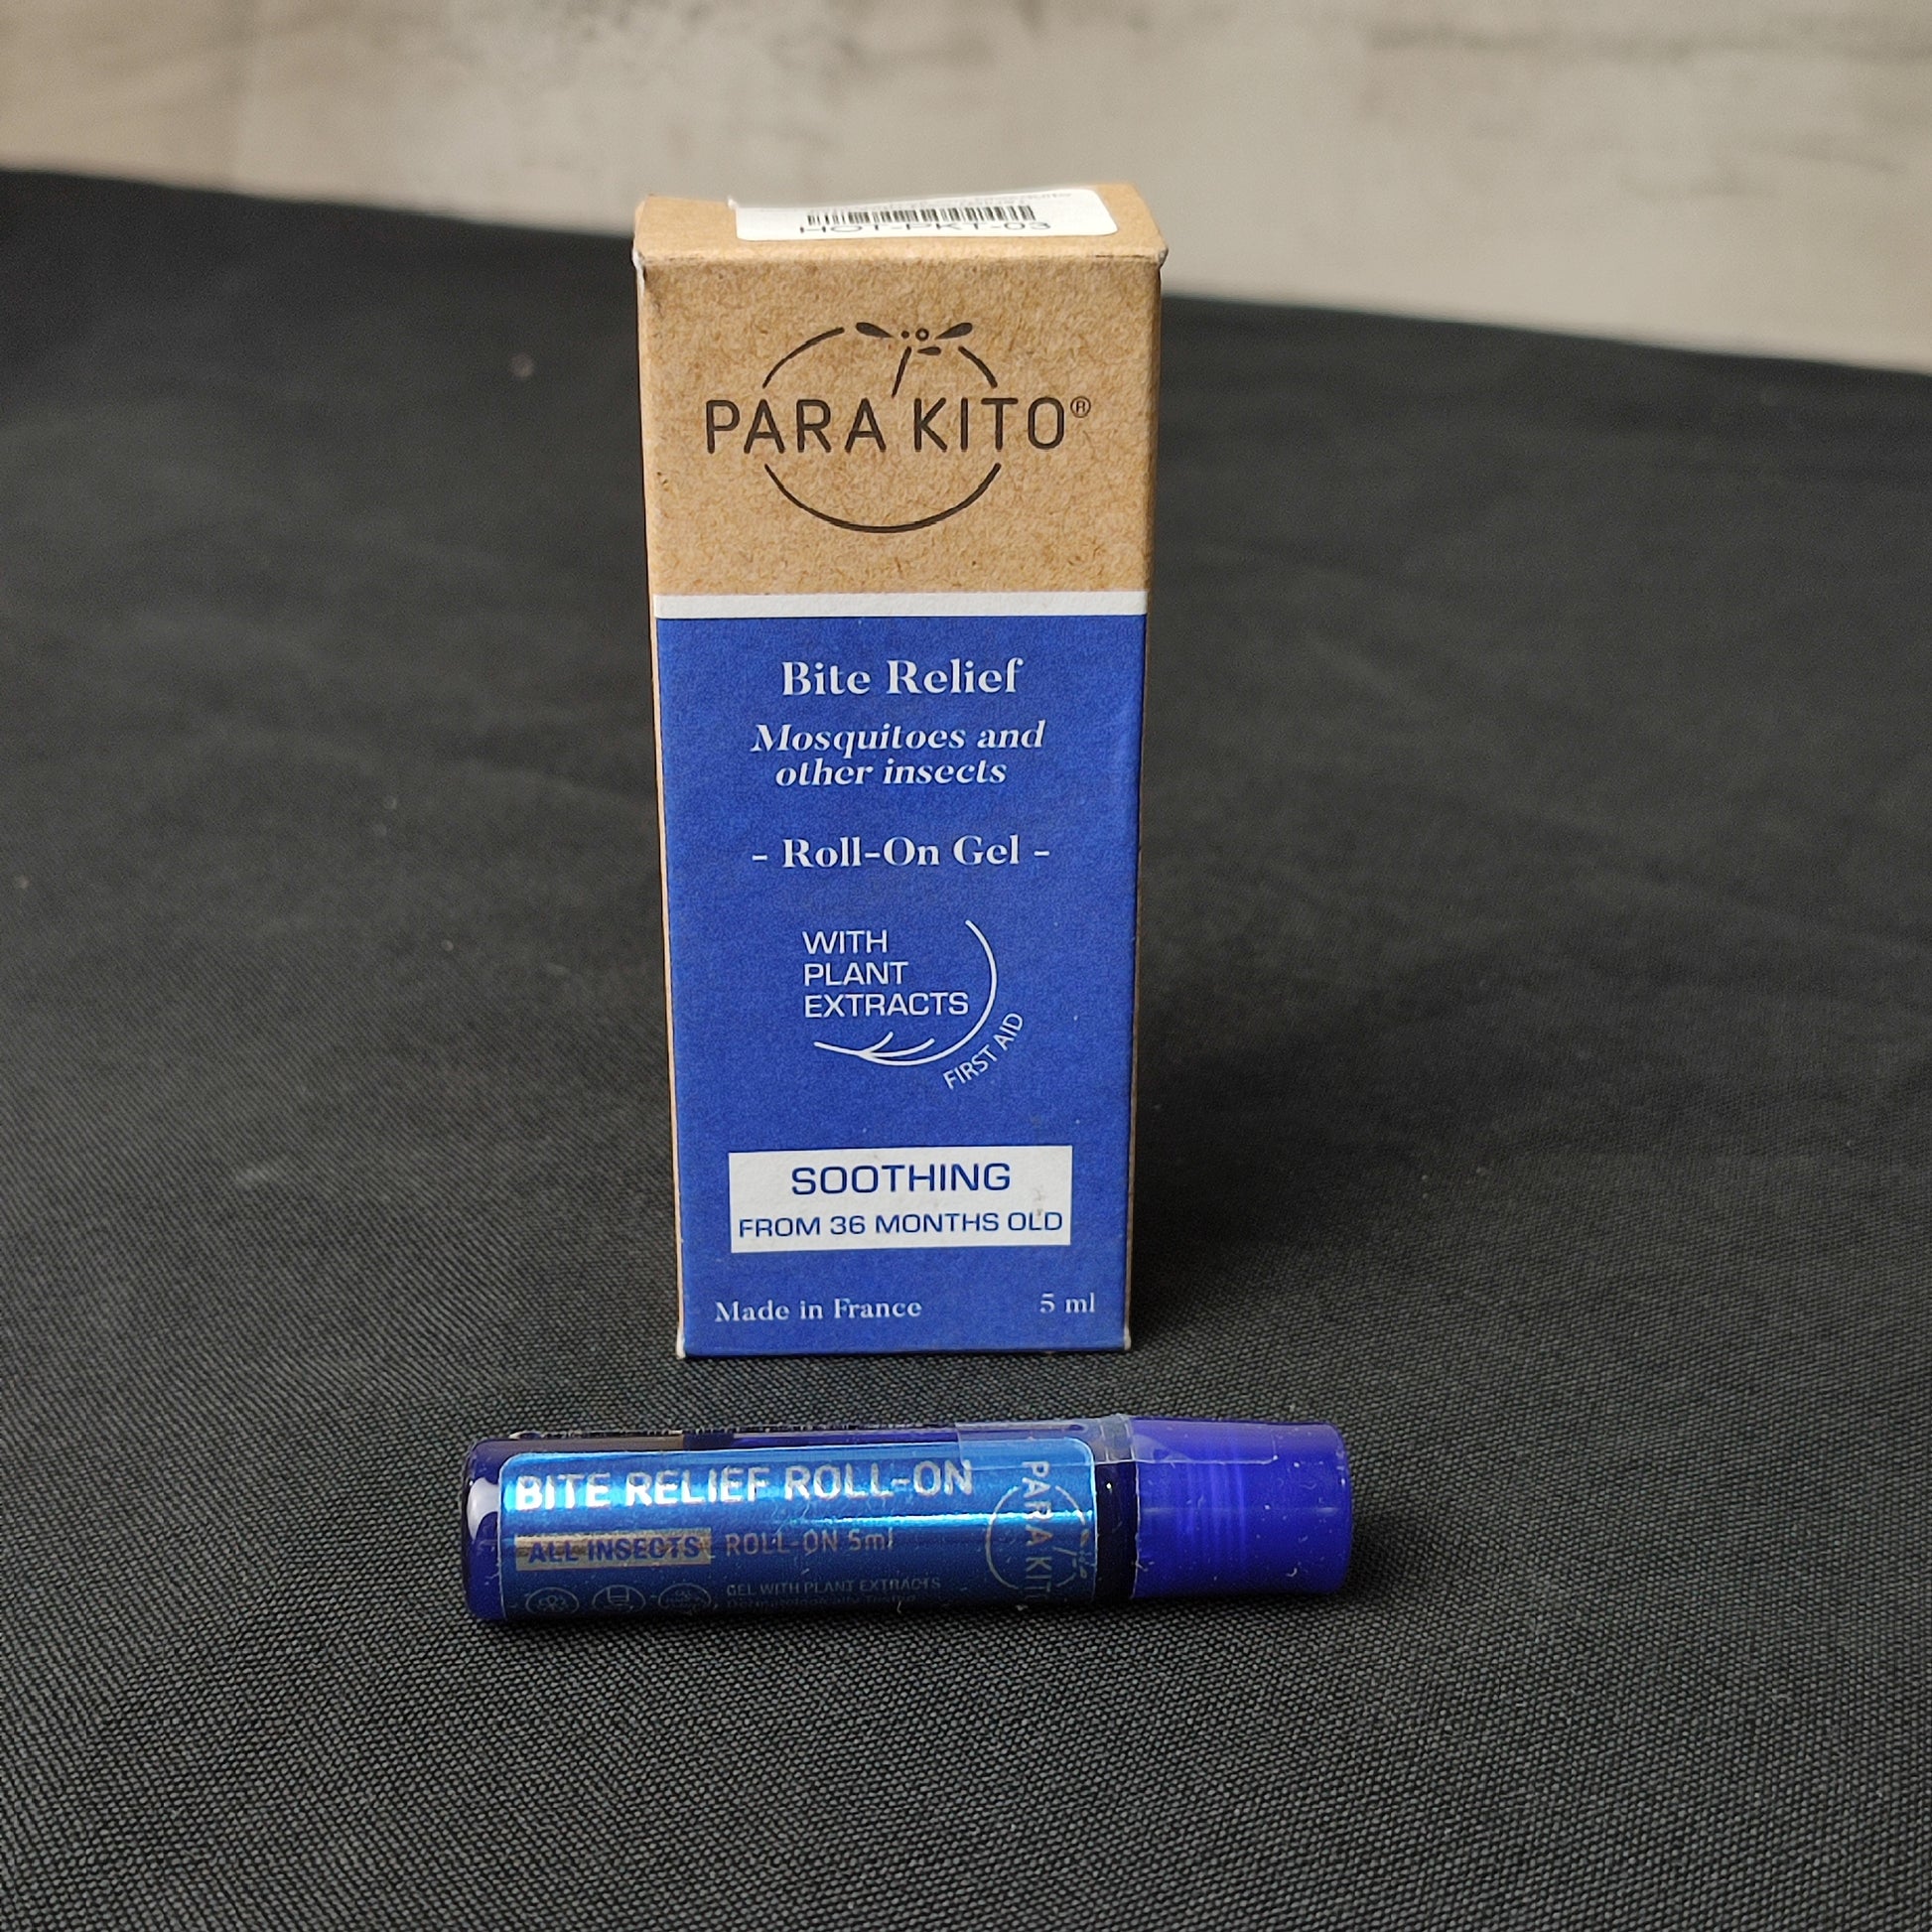 HOT-PKT-03
PARA'KITO®
Bite Relief
Mosquitoes and
other insects
- Roll-On Gel -
WITH
PLANT
EXTRACTS
FIRST AID
SOOTHING
FROM 36 MONTHS OLD
Made in France
5 ml
BITE RELIEF ROLL-ON
ALL INSECTS ROLL-ON 5ml
GEL WITH PLANT EXTRACTS
Dermatologically Tested
PARA'KITO